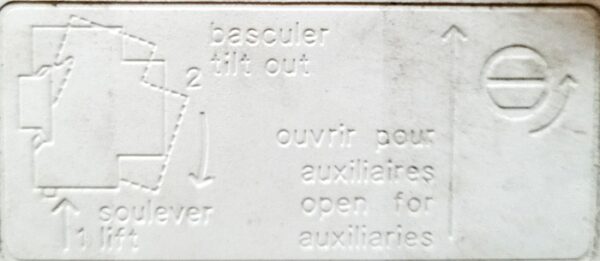 basculer
tilt out
2
ouvrir pour
auxiliaires
open for
auxiliaries
soulever
1 lift